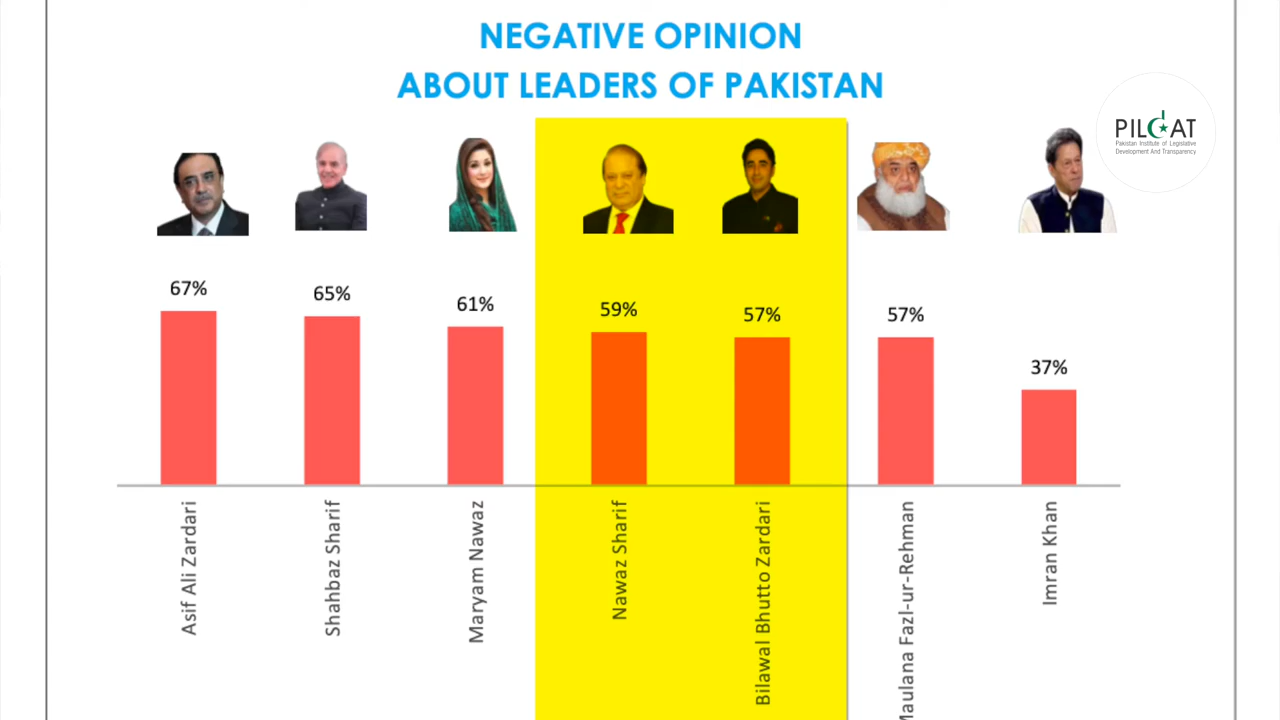 NEGATIVE OPINION
ABOUT LEADERS OF PAKISTAN
PILDAT
Pakistan Institute of Legislative
Development And Transparency
67%
65%
61%
59%
57%
57%
37%
Asif Ali Zardari
Shahbaz Sharif
Maryam Nawaz
Nawaz Sharif
Bilawal Bhutto Zardari
Maulana Fazl-ur-Rehman
Imran Khan